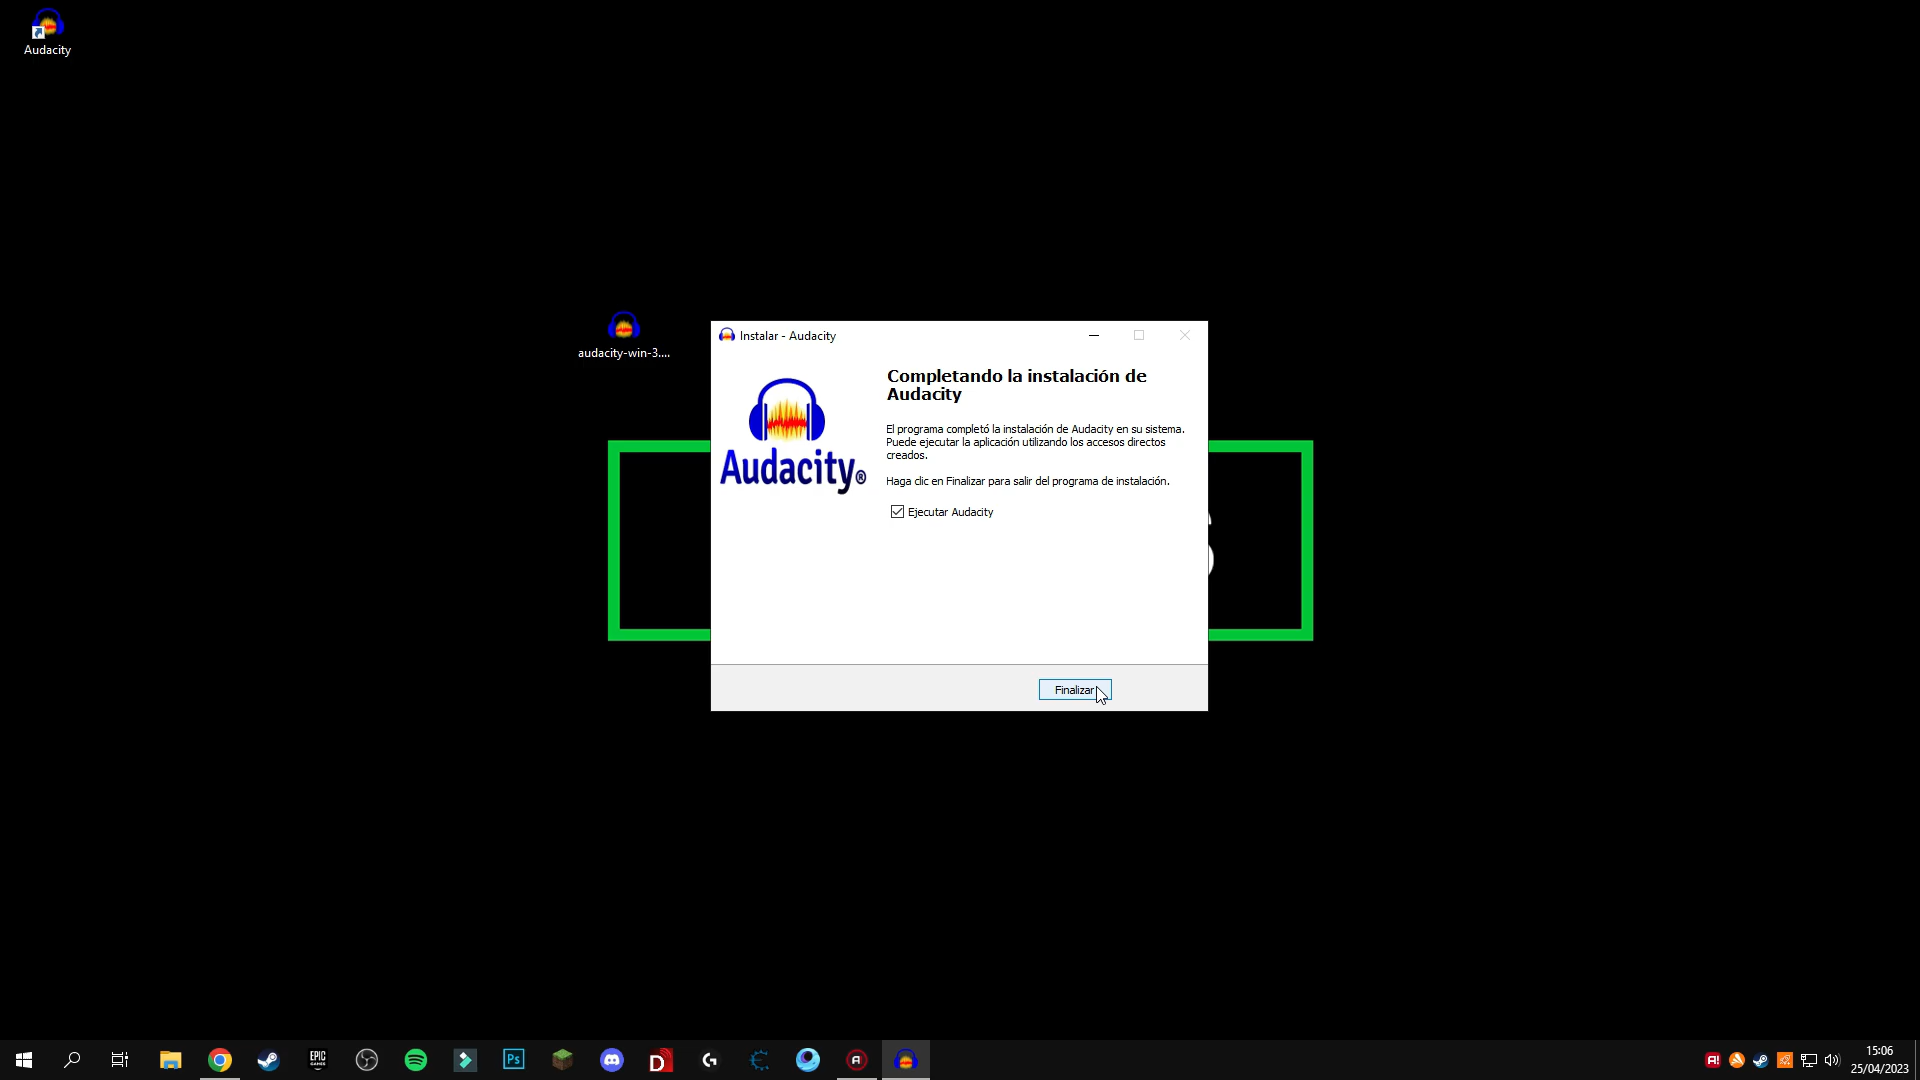 Audacity
audacity-win-3....
Instalar - Audacity
Audacity®
Completando la instalación de
Audacity
El programa completó la instalación de Audacity en su sistema.
Puede ejecutar la aplicación utilizando los accesos directos
creados.
Haga clic en Finalizar para salir del programa de instalación.
Ejecutar Audacity
Finalizar
EPIC
GAMES
Ps
15:06
25/04/2023